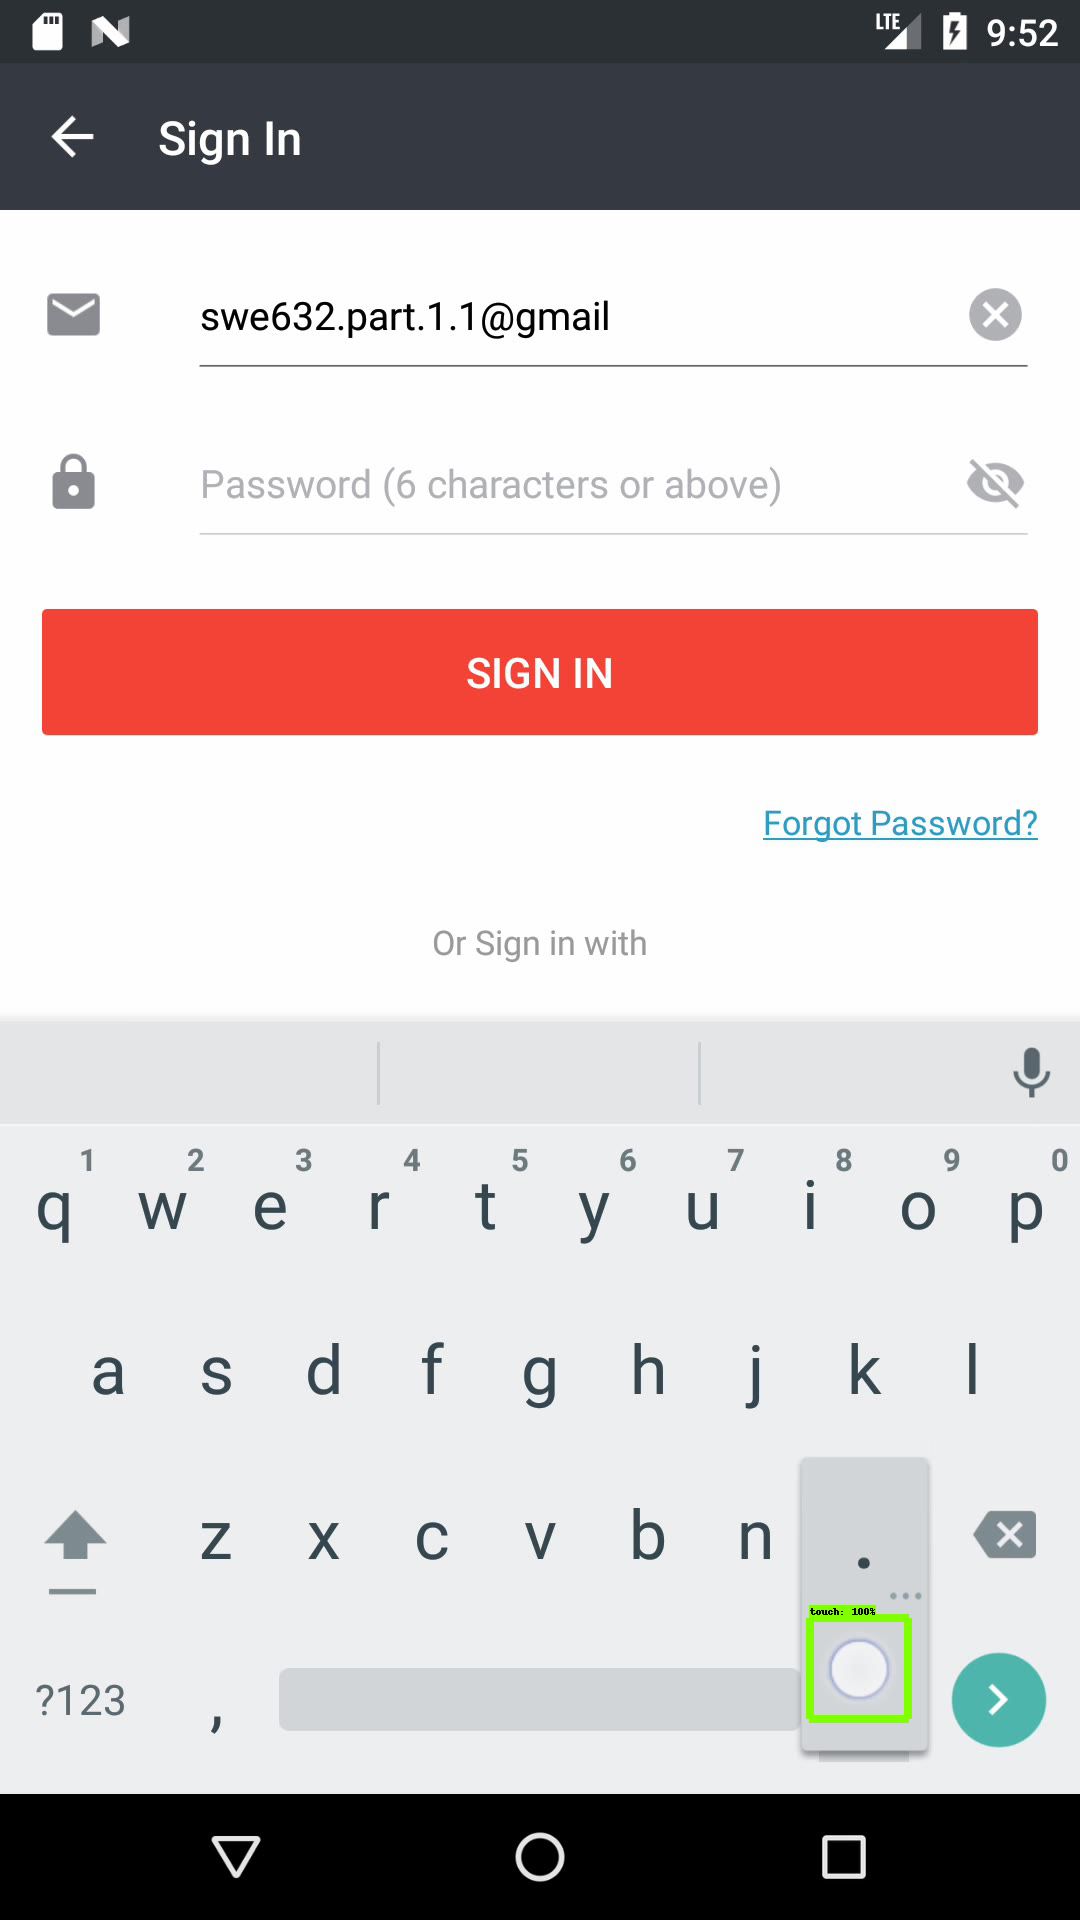 LTE 9:52
Sign In
swe632.part.1.1@gmail
Password (6 characters or above)
SIGN IN
Forgot Password?
Or Sign in with
1 2 3 4 5 6 7 8 9 0
q w e r t y u i o p
a s d f g h j k l
z x c v b n .
touch: 100%
?123 ,